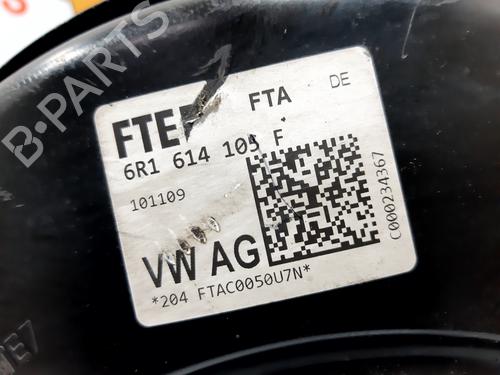 B-PARTS
FTE FTA DE
6R1 614 105 F
101109
VW AG
*204 FTAC0050U7N*
C000234367